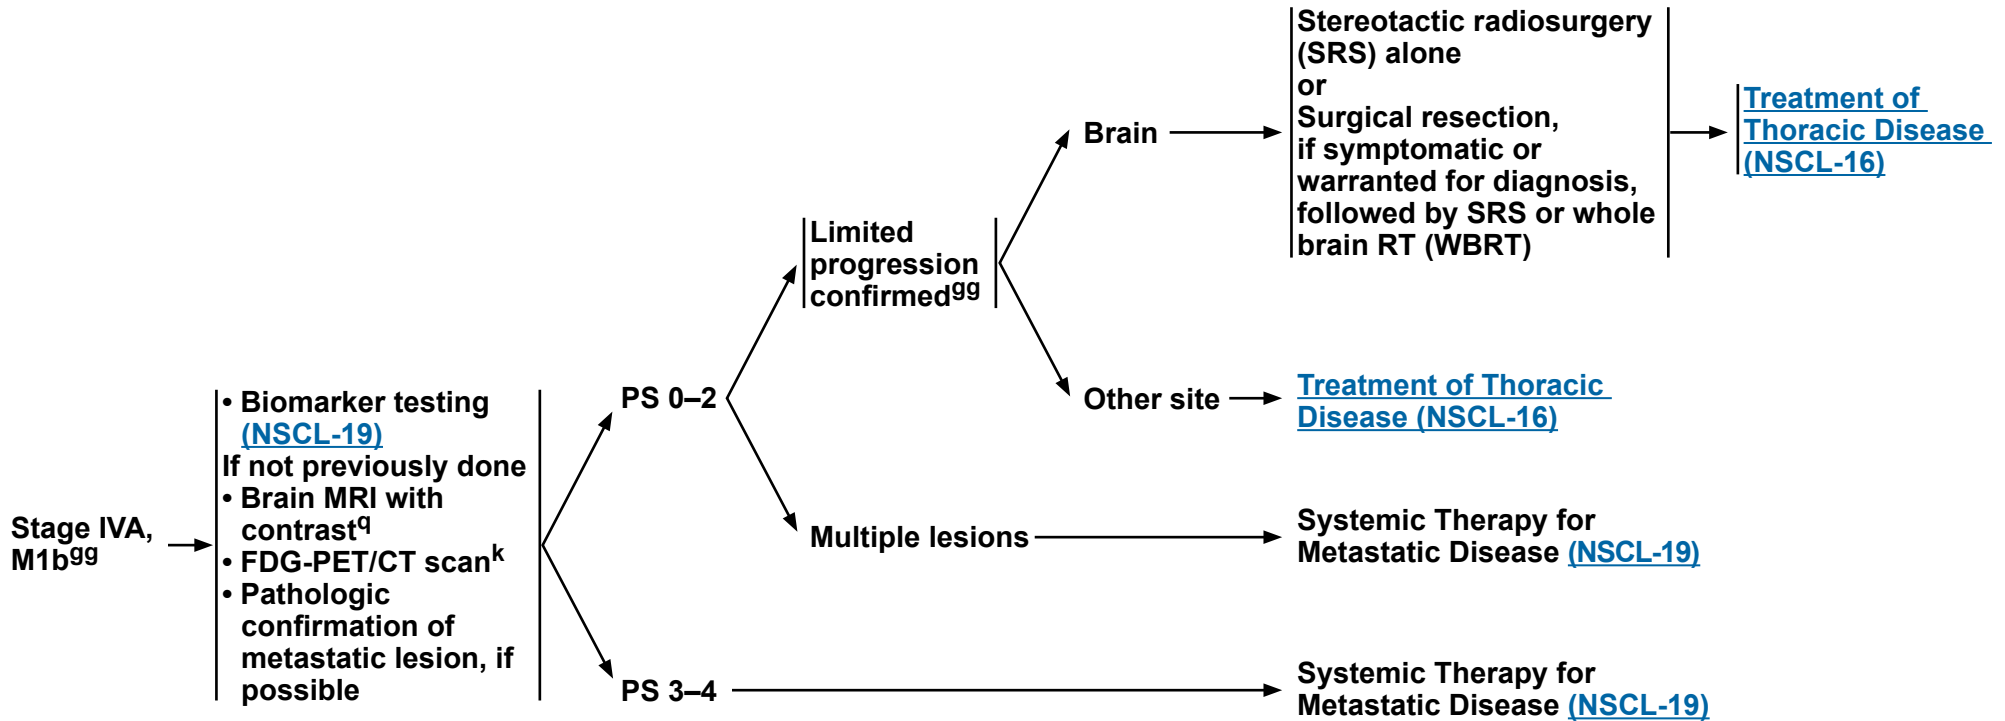 Stage IVA,
M1bgg
• Biomarker testing
(NSCL-19)
If not previously done
• Brain MRI with
contrastq
• FDG-PET/CT scank
• Pathologic
confirmation of
metastatic lesion, if
possible
PS 0–2
PS 3–4
Limited
progression
confirmedgg
Multiple lesions
Brain
Other site
Stereotactic radiosurgery
(SRS) alone
or
Surgical resection,
if symptomatic or
warranted for diagnosis,
followed by SRS or whole
brain RT (WBRT)
Treatment of
Thoracic Disease
(NSCL-16)
Treatment of Thoracic
Disease (NSCL-16)
Systemic Therapy for
Metastatic Disease (NSCL-19)
Systemic Therapy for
Metastatic Disease (NSCL-19)